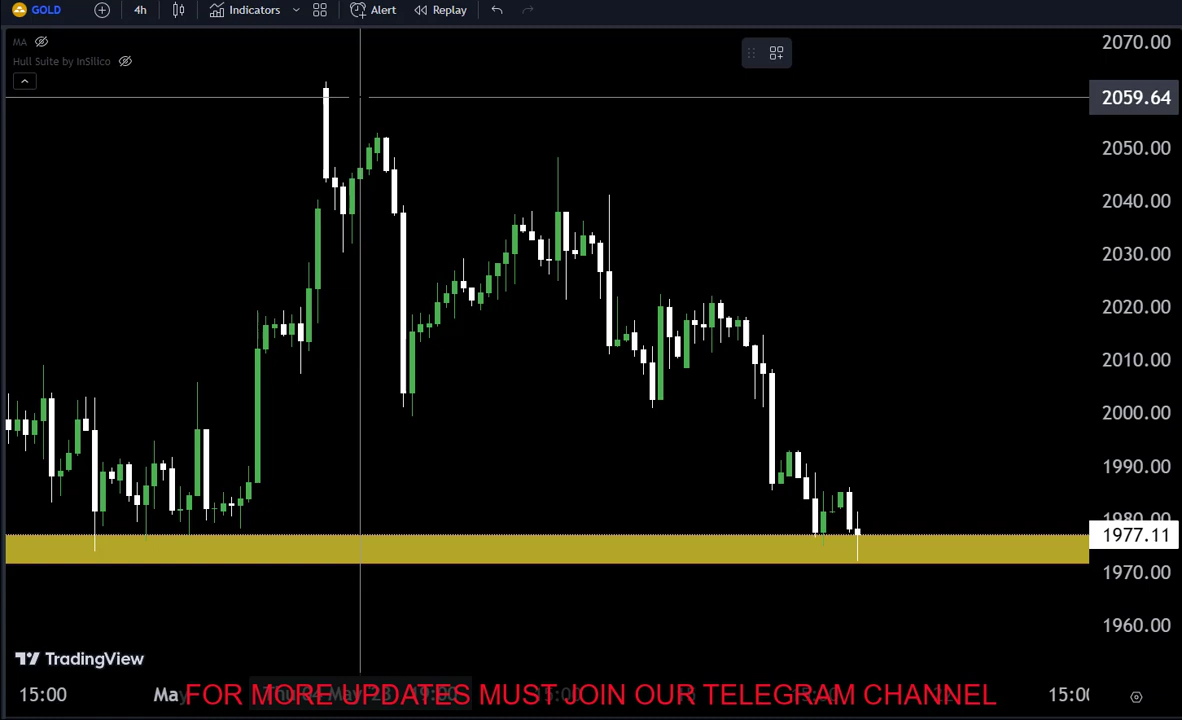 GOLD 4h Indicators Alert Replay
MA
Hull Suite by InSilico
2070.00
2059.64
2050.00
2040.00
2030.00
2020.00
2010.00
2000.00
1990.00
1980.00
1977.11
1970.00
1960.00
TradingView
15:00 May 15:00
FOR MORE UPDATES MUST JOIN OUR TELEGRAM CHANNEL